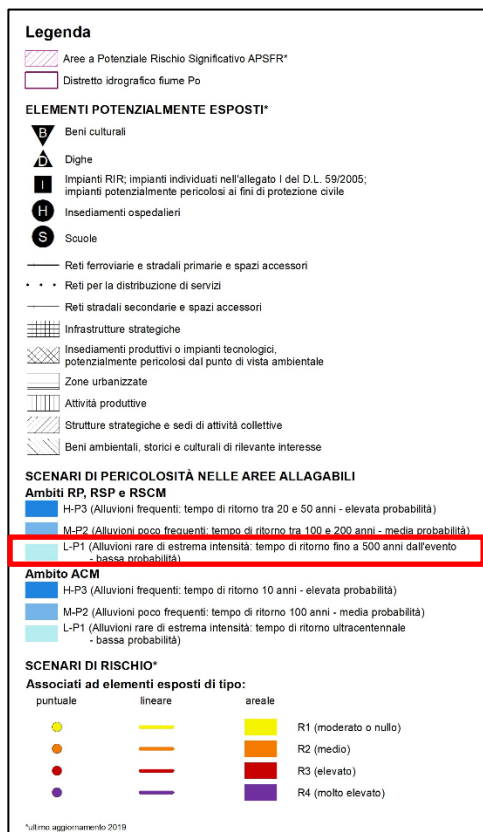 Legenda
Aree a Potenziale Rischio Significativo APSFR*
Distretto idrografico fiume Po
ELEMENTI POTENZIALMENTE ESPOSTI*
B Beni culturali
D Dighe
I Impianti RIR; impianti individuati nell'allegato I del D.L. 59/2005;
impianti potenzialmente pericolosi ai fini di protezione civile
H Insediamenti ospedalieri
S Scuole
Reti ferroviarie e stradali primarie e spazi accessori
Reti per la distribuzione di servizi
Reti stradali secondarie e spazi accessori
Infrastrutture strategiche
Insediamenti produttivi o impianti tecnologici,
potenzialmente pericolosi dal punto di vista ambientale
Zone urbanizzate
Attività produttive
Strutture strategiche e sedi di attività collettive
Beni ambientali, storici e culturali di rilevante interesse
SCENARI DI PERICOLOSITÀ NELLE AREE ALLAGABILI
Ambiti RP, RSP e RSCM
H-P3 (Alluvioni frequenti: tempo di ritorno tra 20 e 50 anni - elevata probabilità)
M-P2 (Alluvioni poco frequenti: tempo di ritorno tra 100 e 200 anni - media probabilità)
L-P1 (Alluvioni rare di estrema intensità: tempo di ritorno fino a 500 anni dall'evento
- bassa probabilità)
Ambito ACM
H-P3 (Alluvioni frequenti: tempo di ritorno 10 anni - elevata probabilità)
M-P2 (Alluvioni poco frequenti: tempo di ritorno 100 anni - media probabilità)
L-P1 (Alluvioni rare di estrema intensità: tempo di ritorno ultracentennale
- bassa probabilità)
SCENARI DI RISCHIO*
Associati ad elementi esposti di tipo:
puntuale lineare areale
R1 (moderato o nullo)
R2 (medio)
R3 (elevato)
R4 (molto elevato)
*ultimo aggiornamento 2019